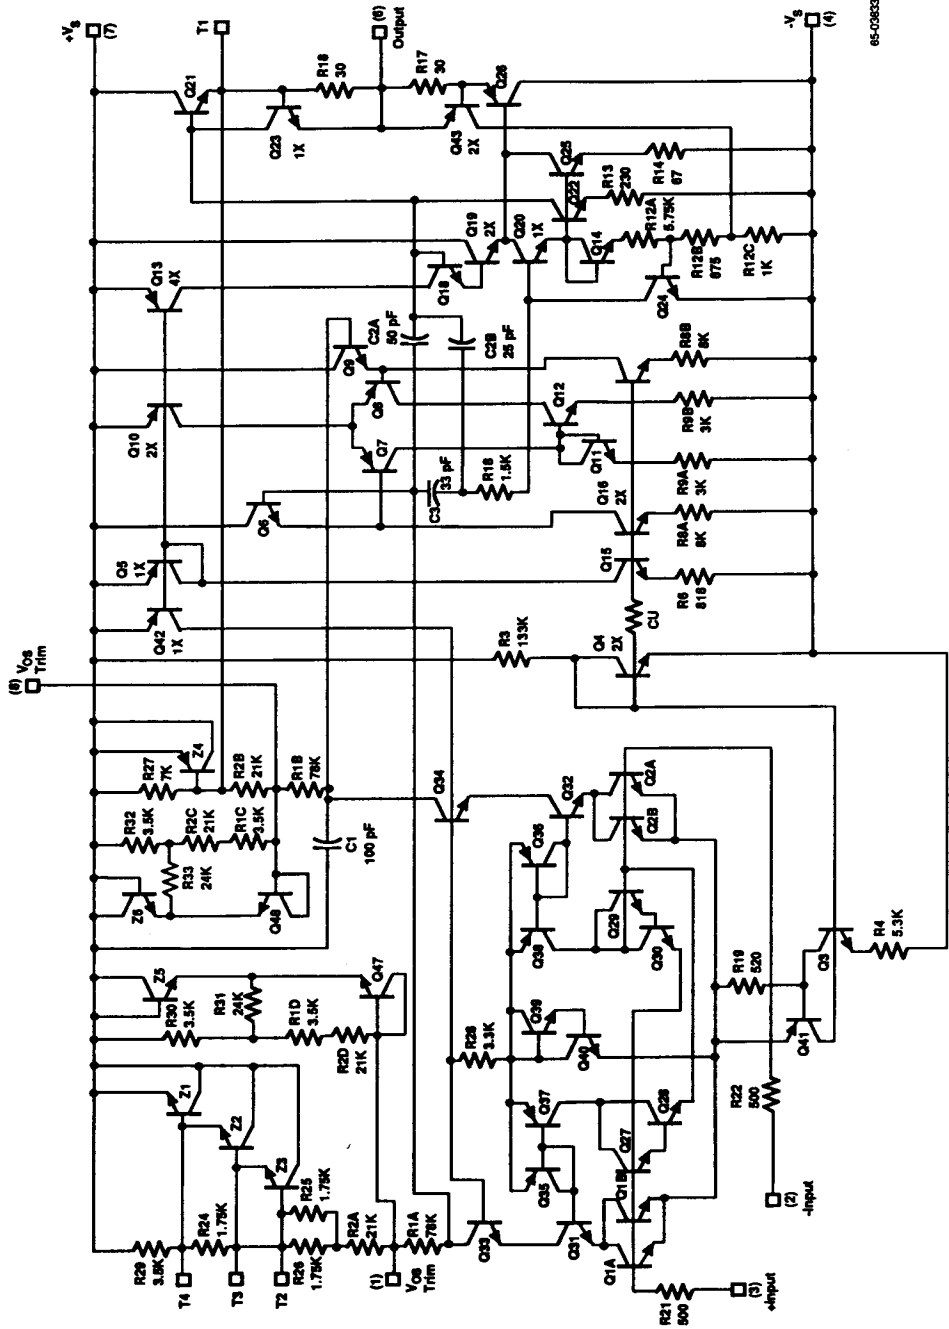 +VS
(7)
T1
(6)
Output
-VS
(4)
65-03833
(8) VOS
Trim
Q21
R18
30
R17
30
Q26
Q23
1X
Q43
2X
Q25
R14
67
Q22
R13
230
R12A
5.75K
Q19
2X
Q20
1X
Q14
R12B
675
R12C
1K
Q13
4X
Q18
Q24
C2A
50 pF
C2B
25 pF
Q9
Q8
R8B
8K
Q10
2X
Q7
Q12
R9B
3K
Q11
R9A
3K
33 pF
C3
R16
1.5K
Q6
Q16
2X
R8A
8K
Q5
1X
Q15
R6
818
Q42
1X
CU
R3
133K
Q4
2X
R27
7K
Z4
R2B
21K
R1B
78K
R32
3.5K
R2C
21K
R1C
3.5K
R33
24K
Z6
Q48
C1
100 pF
Q34
Q36
Q32
Q2A
Q2B
Q38
Q29
Q30
Z5
R30
3.5K
R31
24K
R1D
3.5K
R2D
21K
Q47
R28
3.3K
Q39
Q40
R19
520
Q3
R4
5.3K
Q41
R22
500
Z1
Z2
Z3
Q37
Q35
Q27
Q28
Q1B
R25
1.75K
R29
3.5K
R24
1.75K
R26
1.75K
R2A
21K
R1A
78K
Q33
Q31
Q1A
T4
T3
T2
(1)
VOS
Trim
R21
500
(3)
+Input
(2)
-Input